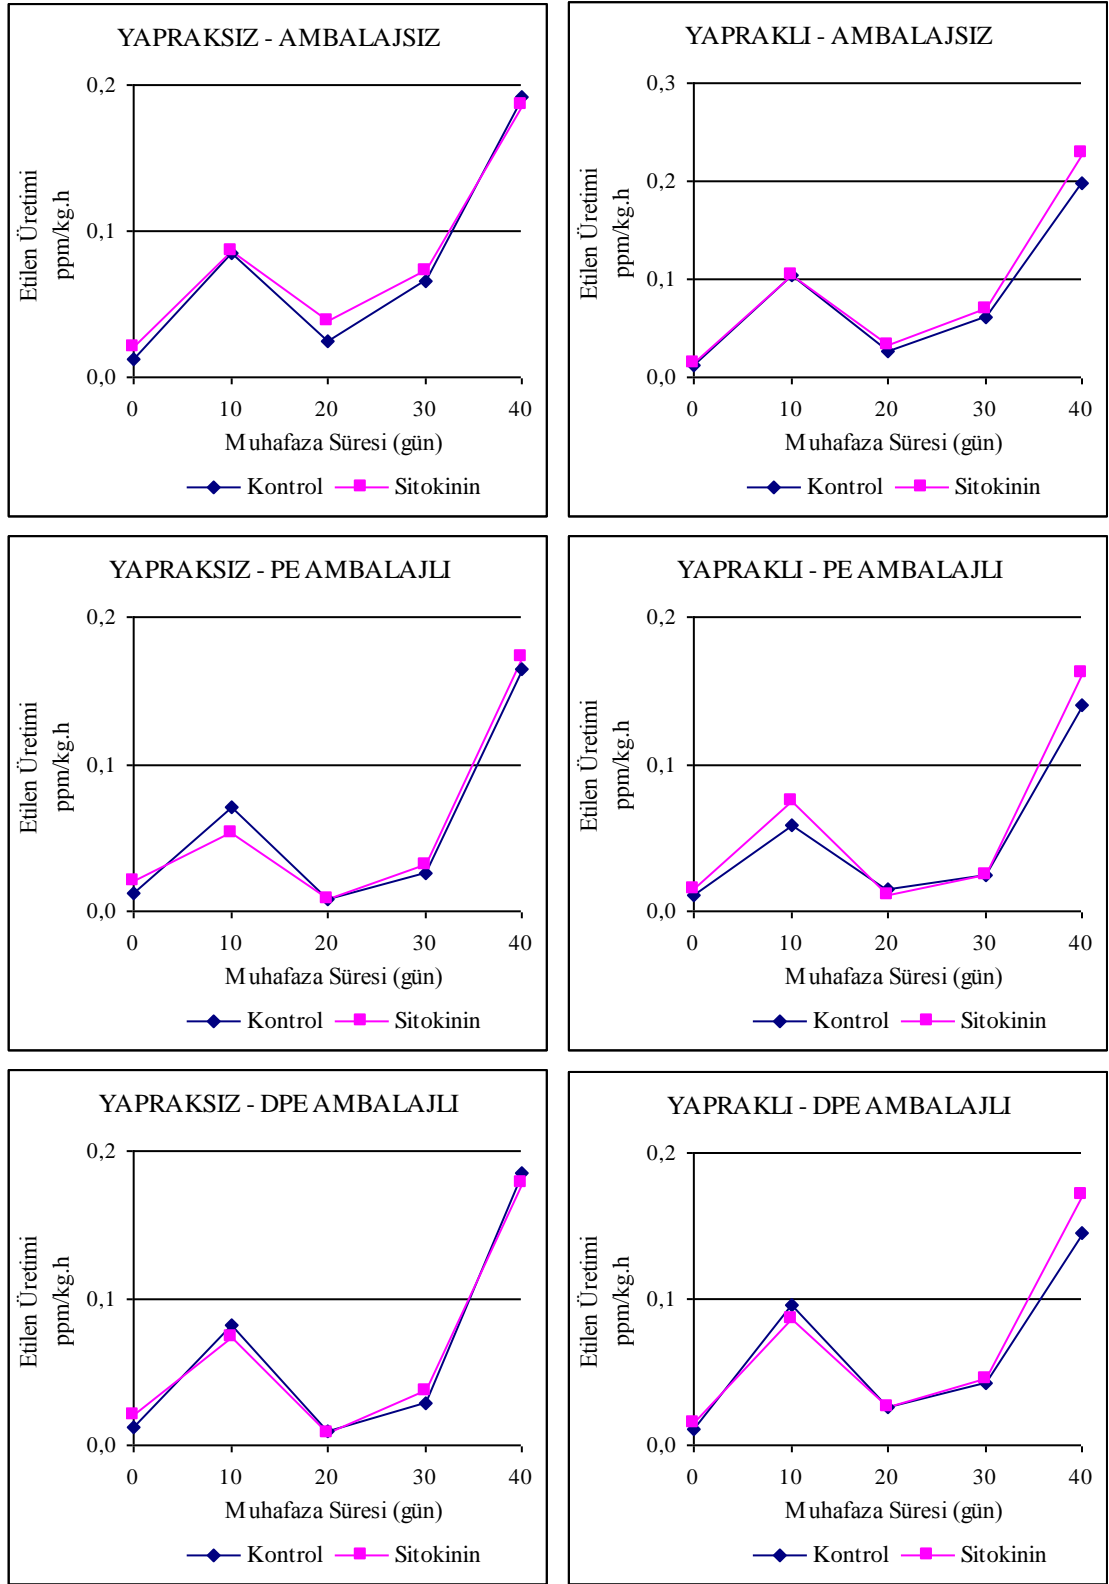 YAPRAKSIZ - AMBALAJSIZ
Etilen Üretimi
ppm/kg.h
0,2
0,1
0,0
0 10 20 30 40
Muhafaza Süresi (gün)
Kontrol Sitokinin
YAPRAKLI - AMBALAJSIZ
Etilen Üretimi
ppm/kg.h
0,3
0,2
0,1
0,0
0 10 20 30 40
Muhafaza Süresi (gün)
Kontrol Sitokinin
YAPRAKSIZ - PE AMBALAJLI
Etilen Üretimi
ppm/kg.h
0,2
0,1
0,0
0 10 20 30 40
Muhafaza Süresi (gün)
Kontrol Sitokinin
YAPRAKLI - PE AMBALAJLI
Etilen Üretimi
ppm/kg.h
0,2
0,1
0,0
0 10 20 30 40
Muhafaza Süresi (gün)
Kontrol Sitokinin
YAPRAKSIZ - DPE AMBALAJLI
Etilen Üretimi
ppm/kg.h
0,2
0,1
0,0
0 10 20 30 40
Muhafaza Süresi (gün)
Kontrol Sitokinin
YAPRAKLI - DPE AMBALAJLI
Etilen Üretimi
ppm/kg.h
0,2
0,1
0,0
0 10 20 30 40
Muhafaza Süresi (gün)
Kontrol Sitokinin